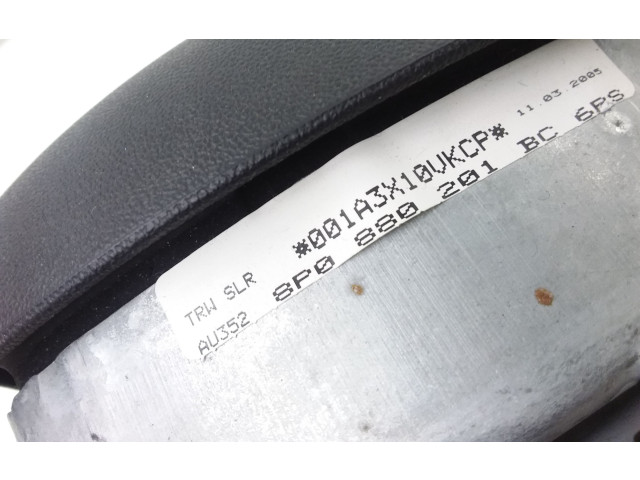 *001A3X10VKCP* 11.03.2005
TRW SLR
AU352 8P0 880 201 BC 6PS